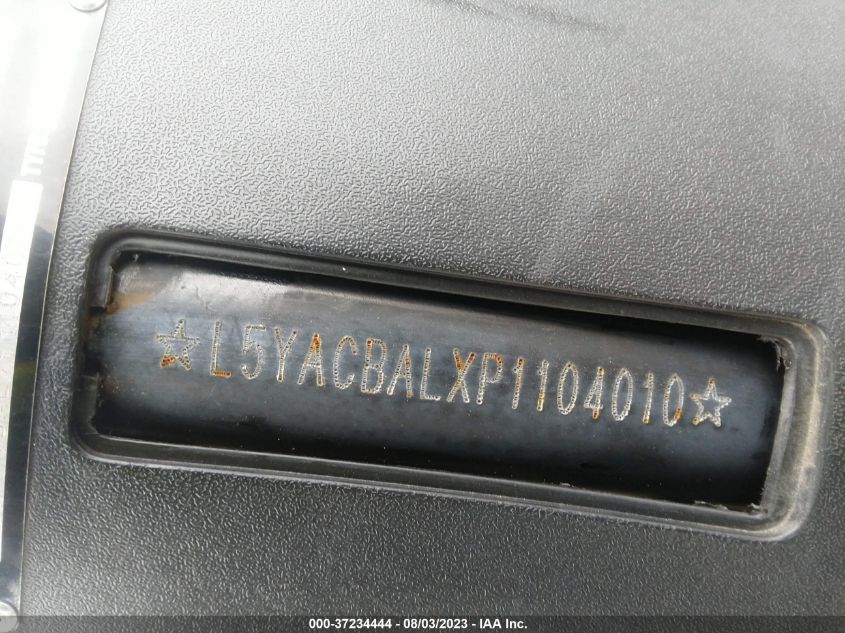 ☆L5YACBALXP1104010☆
000-37234444 - 08/03/2023 - IAA Inc.